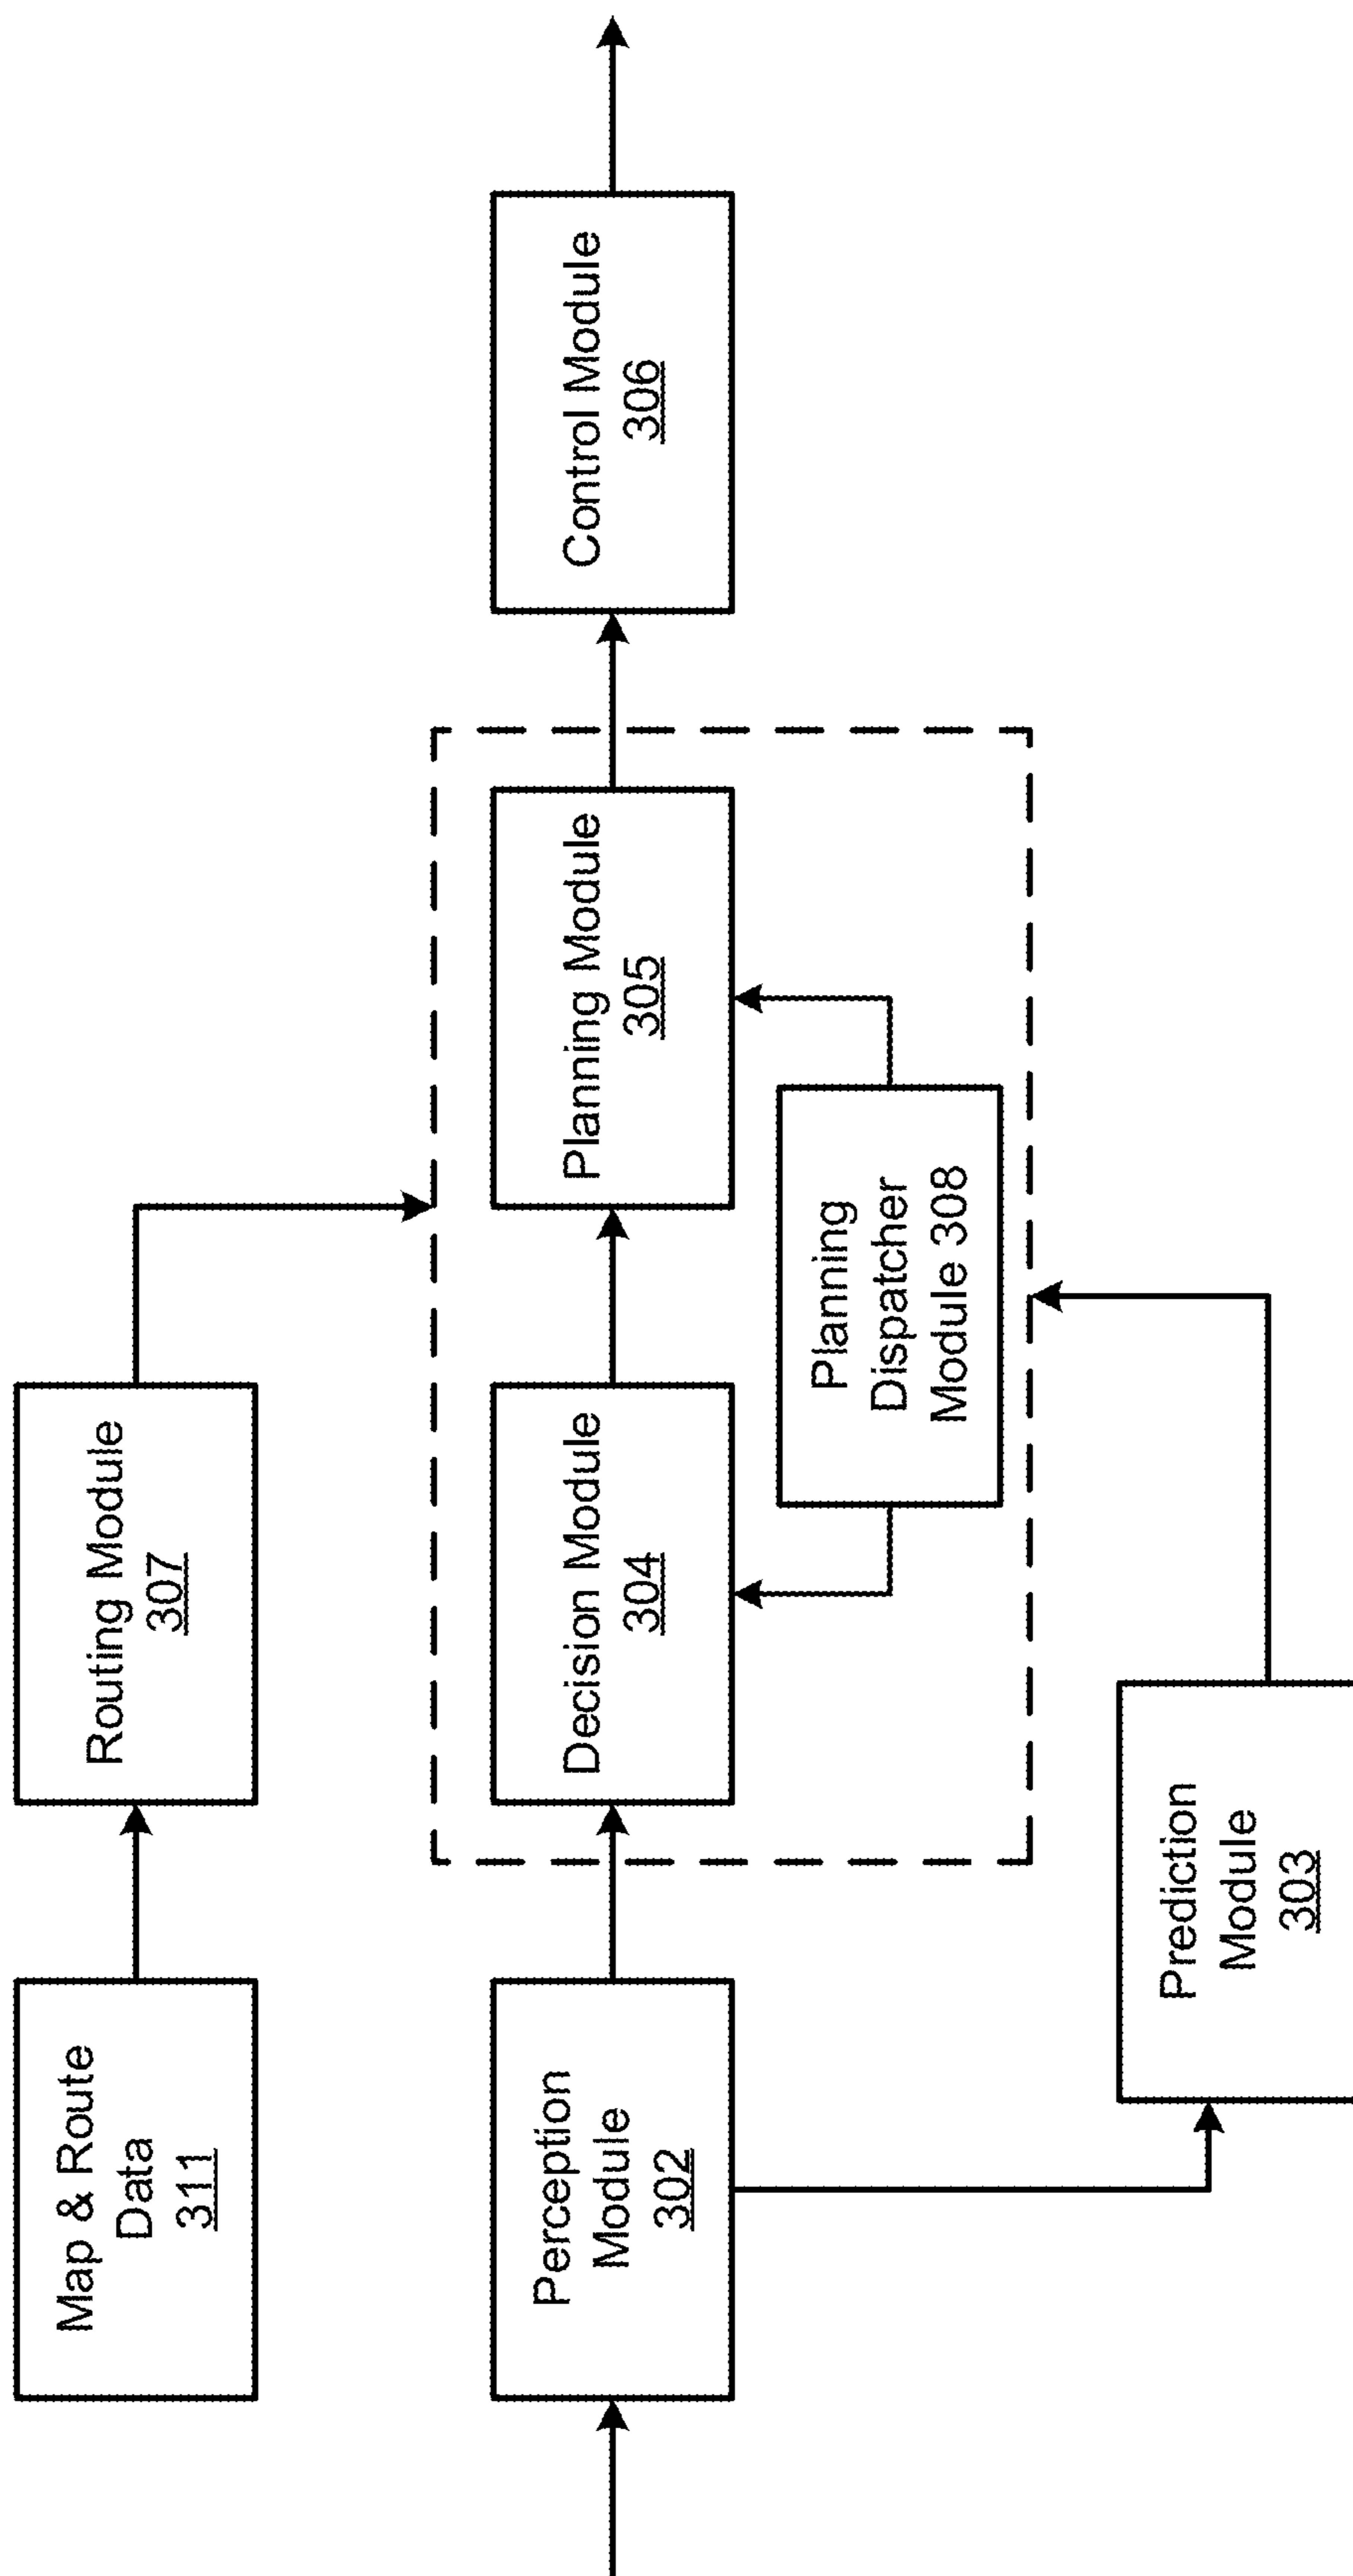 Map & Route
Data
311
Routing Module
307
Perception
Module
302
Decision Module
304
Planning Module
305
Control Module
306
Planning
Dispatcher
Module 308
Prediction
Module
303